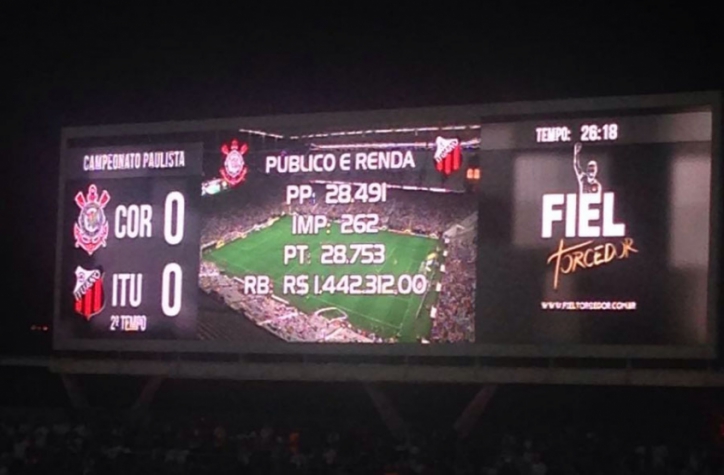 CAMPEONATO PAULISTA
COR 0
ITU 0
2º TEMPO
PÚBLICO E RENDA
PP: 28.491
IMP: 262
PT: 28.753
RB: R$ 1.442.312,00
TEMPO: 26:18
FIEL
TORCEDOR
WWW.FIELTORCEDOR.COM.BR